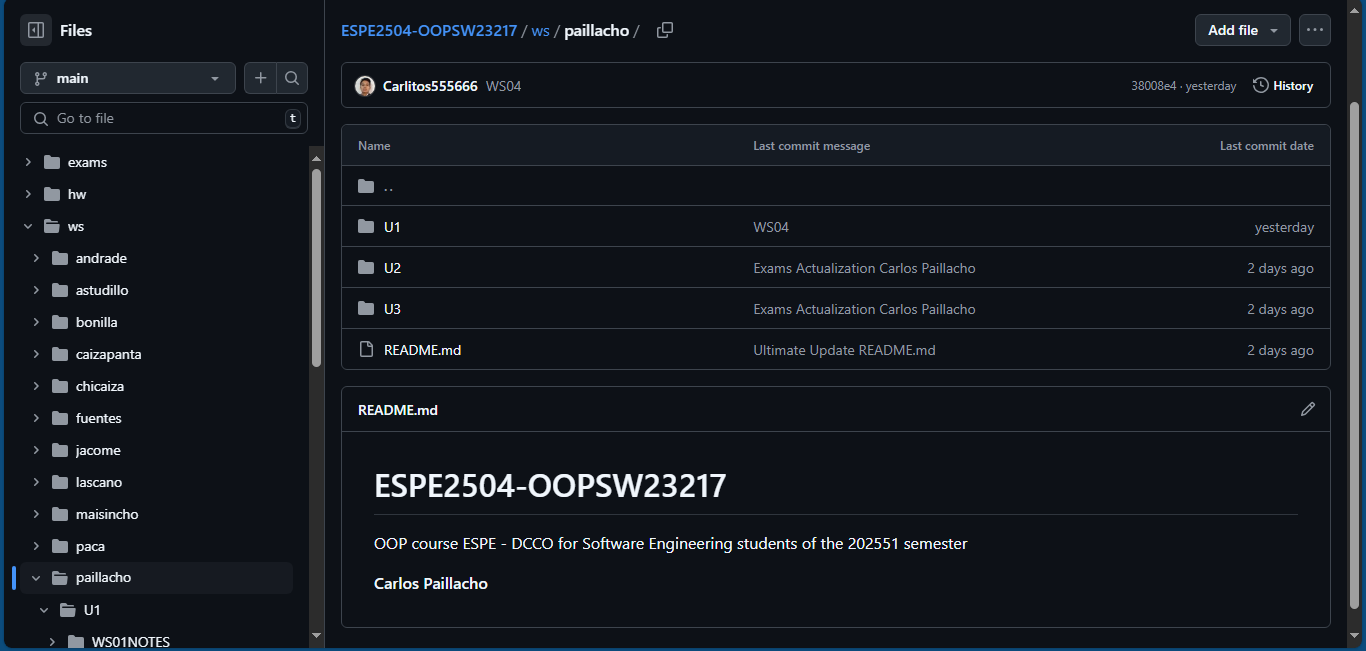 Files
main
Go to file
t
exams
hw
ws
andrade
astudillo
bonilla
caizapanta
chicaiza
fuentes
jacome
lascano
maisincho
paca
paillacho
U1
WS01NOTES
ESPE2504-OOPSW23217 / ws / paillacho /
Add file
Carlitos555666 WS04
38008e4 · yesterday History
Name Last commit message Last commit date
..
U1 WS04 yesterday
U2 Exams Actualization Carlos Paillacho 2 days ago
U3 Exams Actualization Carlos Paillacho 2 days ago
README.md Ultimate Update README.md 2 days ago
README.md
ESPE2504-OOPSW23217
OOP course ESPE - DCCO for Software Engineering students of the 202551 semester
Carlos Paillacho